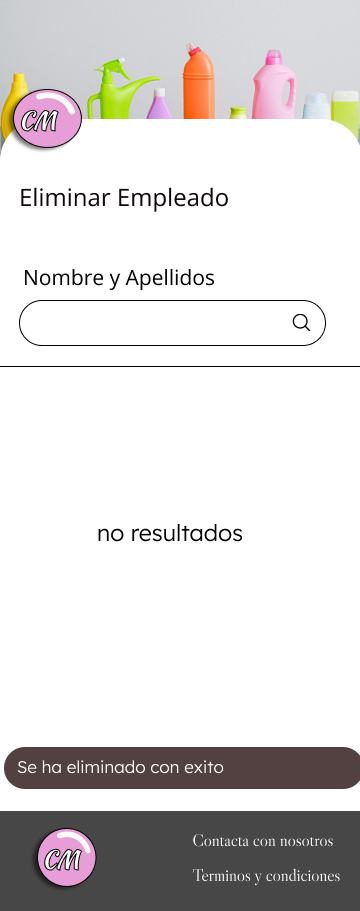 CM
Eliminar Empleado
Nombre y Apellidos
no resultados
Se ha eliminado con exito
CM
Contacta con nosotros
Terminos y condiciones